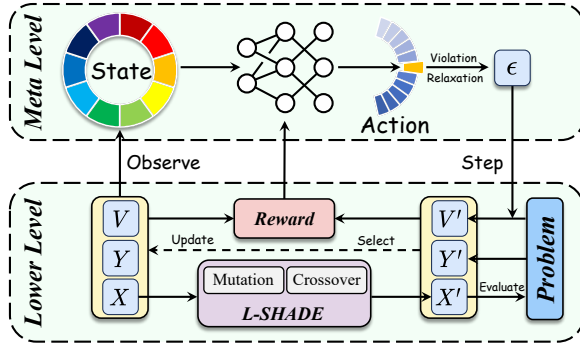 Meta Level
State
Action
Violation
Relaxation
ϵ
Observe
Step
Lower Level
V
Y
X
Reward
Update
Select
Mutation
Crossover
L-SHADE
V'
Y'
X'
Evaluate
Problem